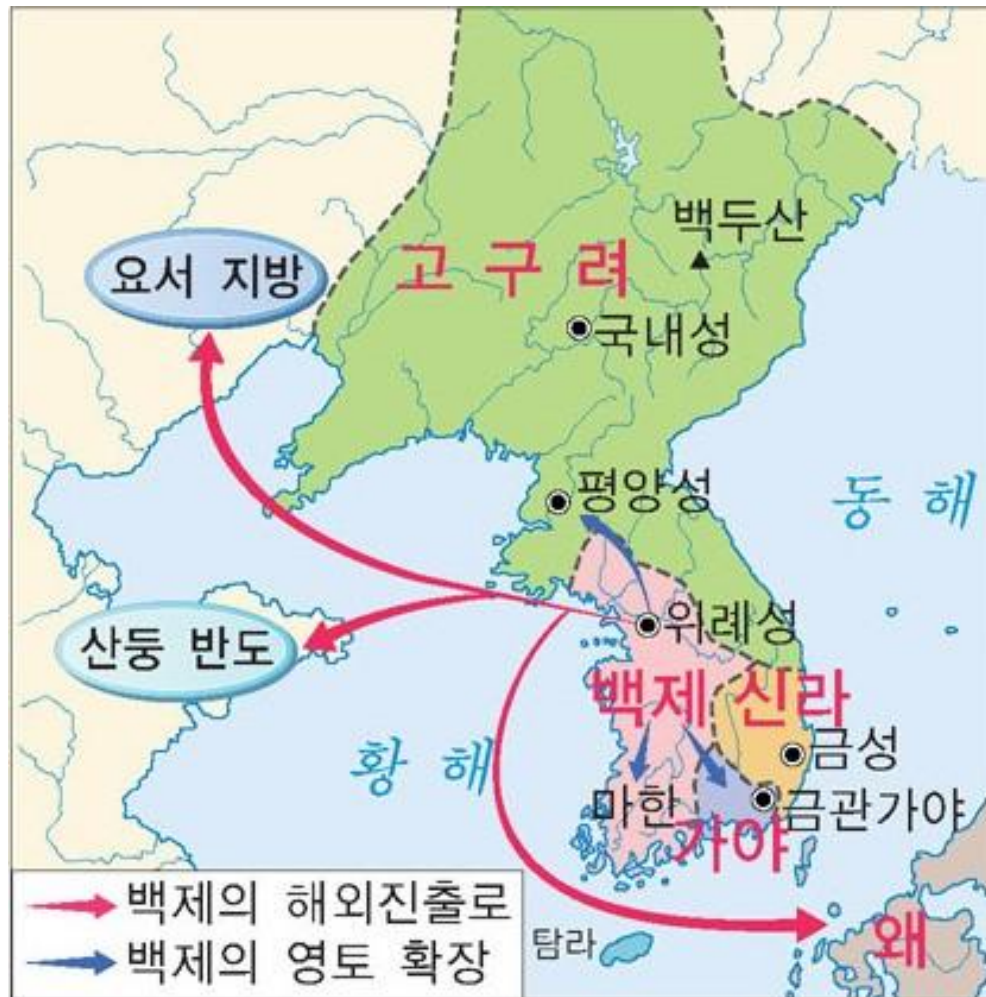 백두산
고구려
요서 지방
국내성
평양성
동해
위례성
산둥 반도
백제 신라
금성
황해
마한
금관가야
가야
백제의 해외진출로
왜
탐라
백제의 영토 확장